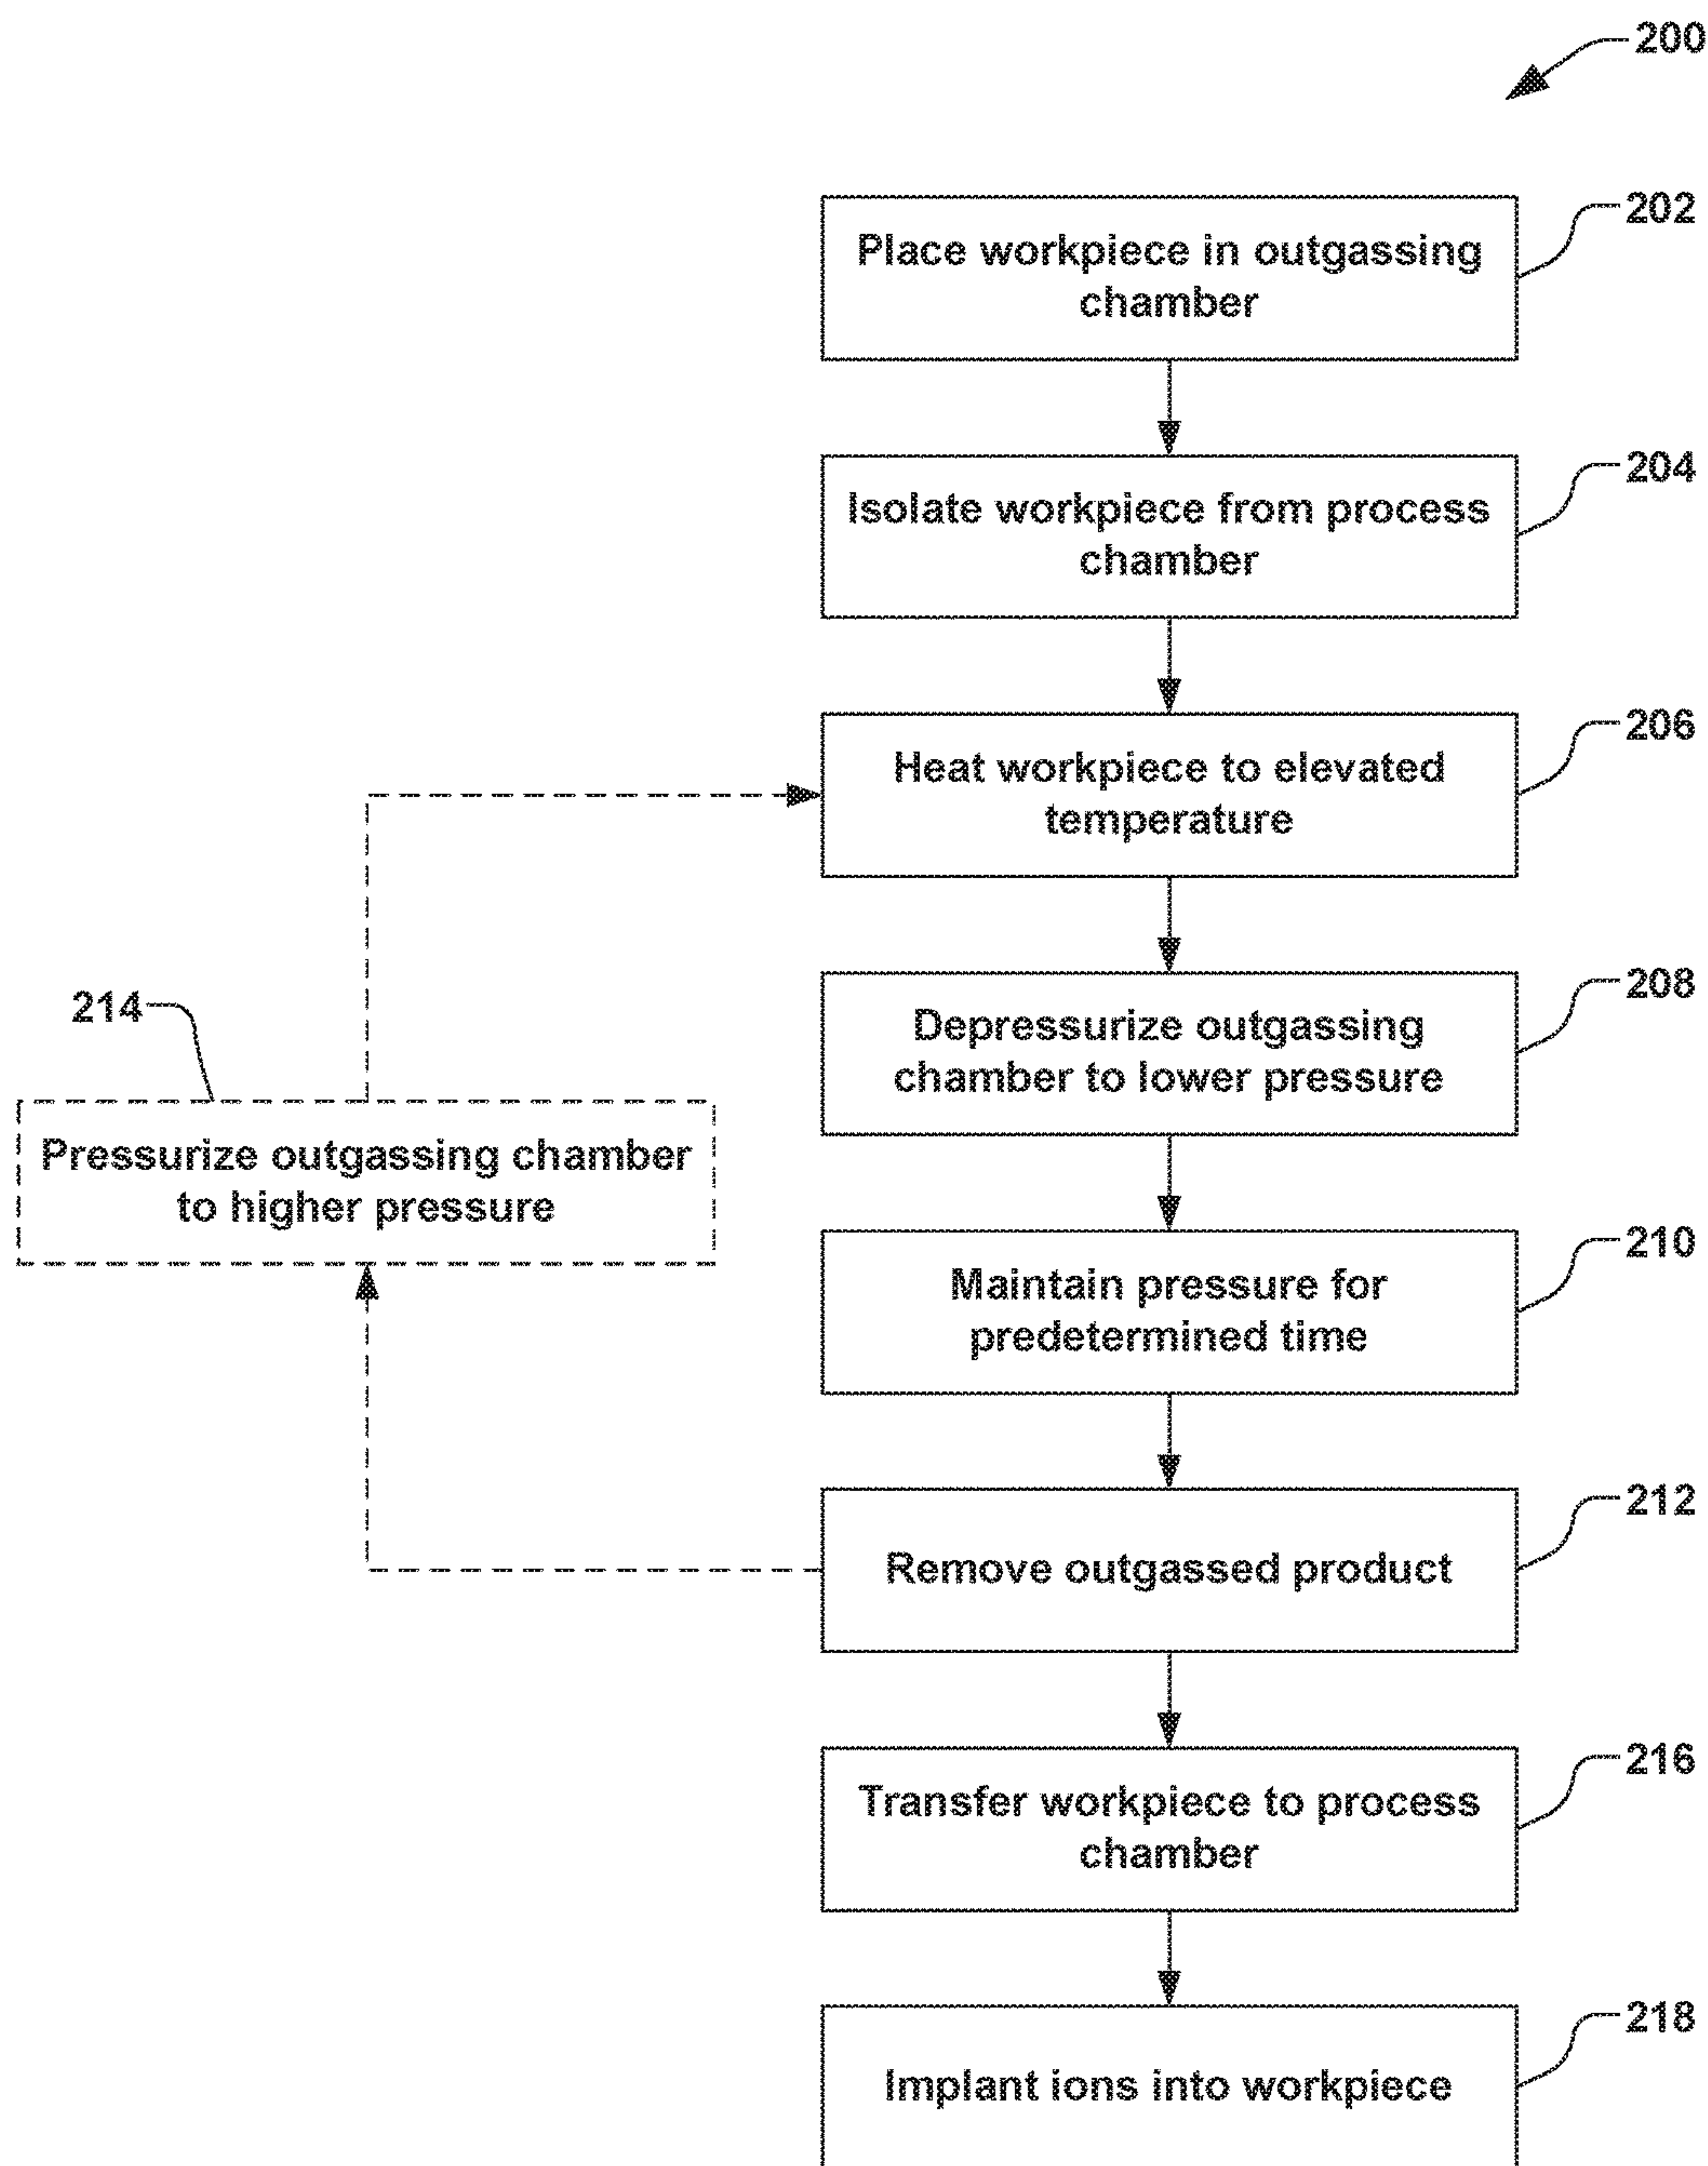 200
202
Place workpiece in outgassing
chamber
204
Isolate workpiece from process
chamber
206
Heat workpiece to elevated
temperature
208
Depressurize outgassing
chamber to lower pressure
214
Pressurize outgassing chamber
to higher pressure
210
Maintain pressure for
predetermined time
212
Remove outgassed product
216
Transfer workpiece to process
chamber
218
Implant ions into workpiece